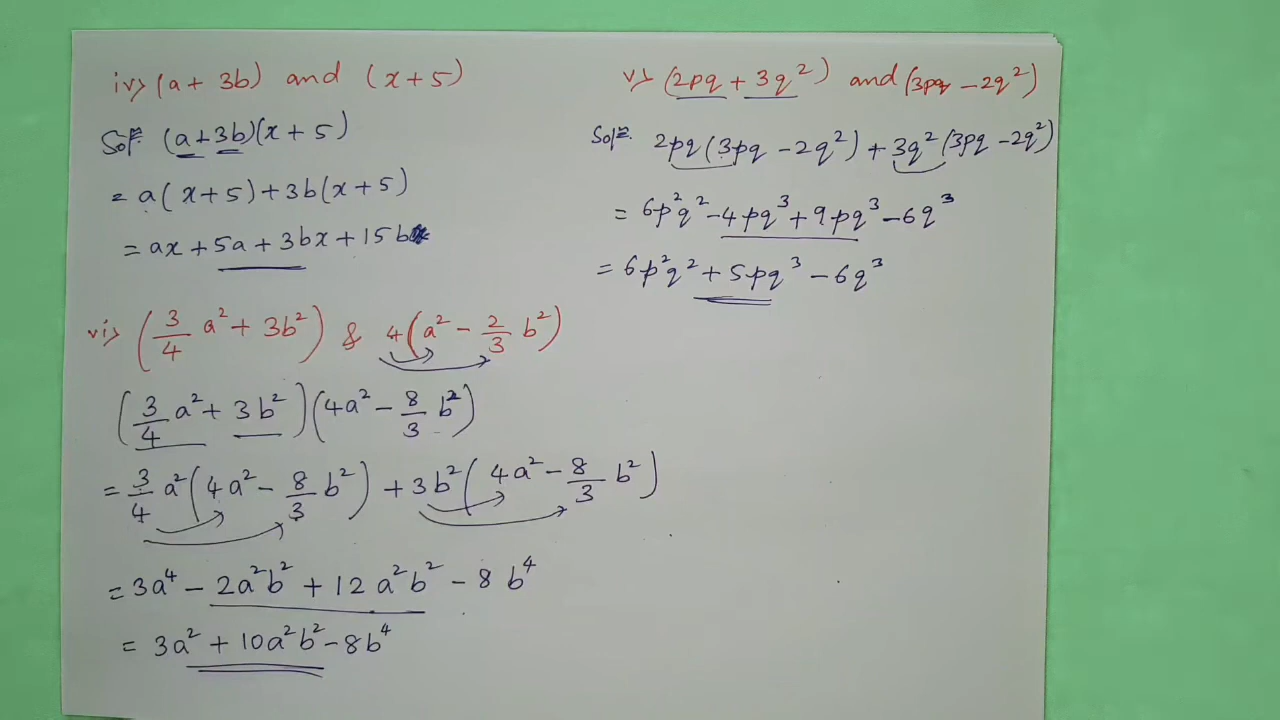 iv) (a + 3b) and (x + 5)
Sol:- (a+3b)(x + 5)
= a(x+5)+3b(x+5)
= ax + 5a + 3bx + 15b
v) (2pq + 3q²) and (3pq - 2q²)
Sol:- 2pq(3pq - 2q²) + 3q²(3pq - 2q²)
= 6p²q² - 4pq³ + 9pq³ - 6q³
= 6p²q² + 5pq³ - 6q³
vi) (3/4 a² + 3b²) & 4(a² - 2/3 b²)
(3/4 a² + 3b²)(4a² - 8/3 b²)
= 3/4 a²(4a² - 8/3 b²) + 3b²(4a² - 8/3 b²)
= 3a⁴ - 2a²b² + 12a²b² - 8b⁴
= 3a² + 10a²b² - 8b⁴